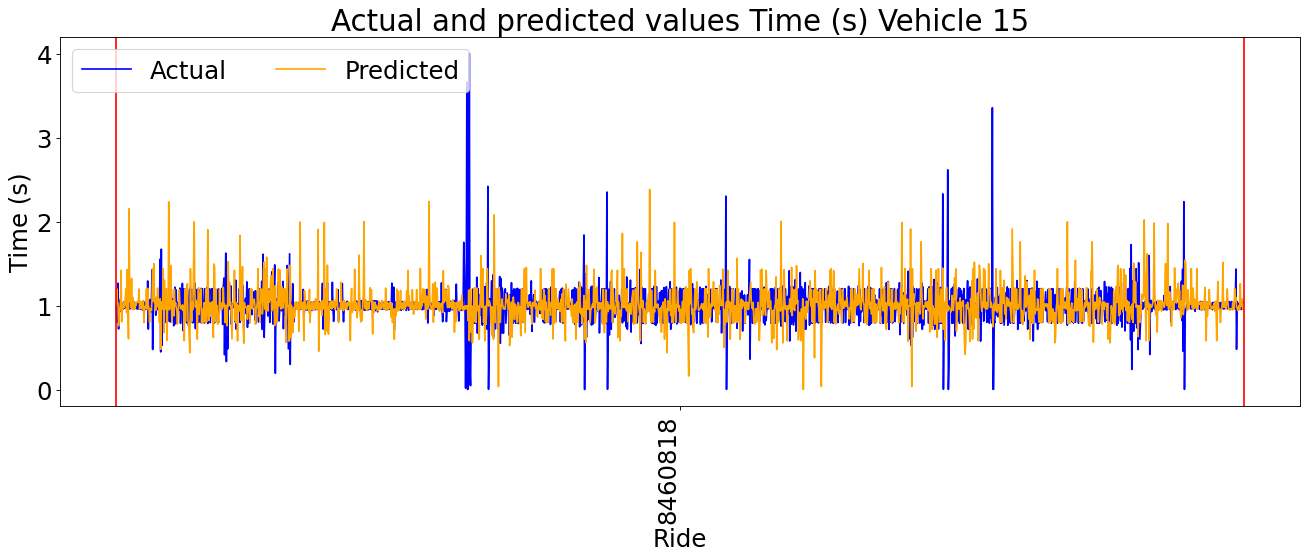 Actual and predicted values Time (s) Vehicle 15
Actual
Predicted
Time (s)
4
3
2
1
0
8460818
Ride